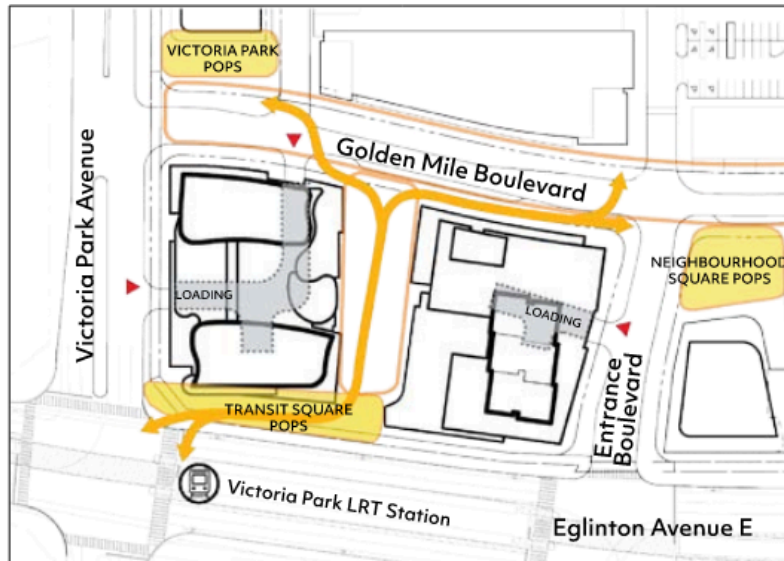 VICTORIA PARK
POPS
Golden Mile Boulevard
Victoria Park Avenue
NEIGHBOURHOOD
SQUARE POPS
LOADING
LOADING
TRANSIT SQUARE
POPS
Entrance
Boulevard
Victoria Park LRT Station
Eglinton Avenue E